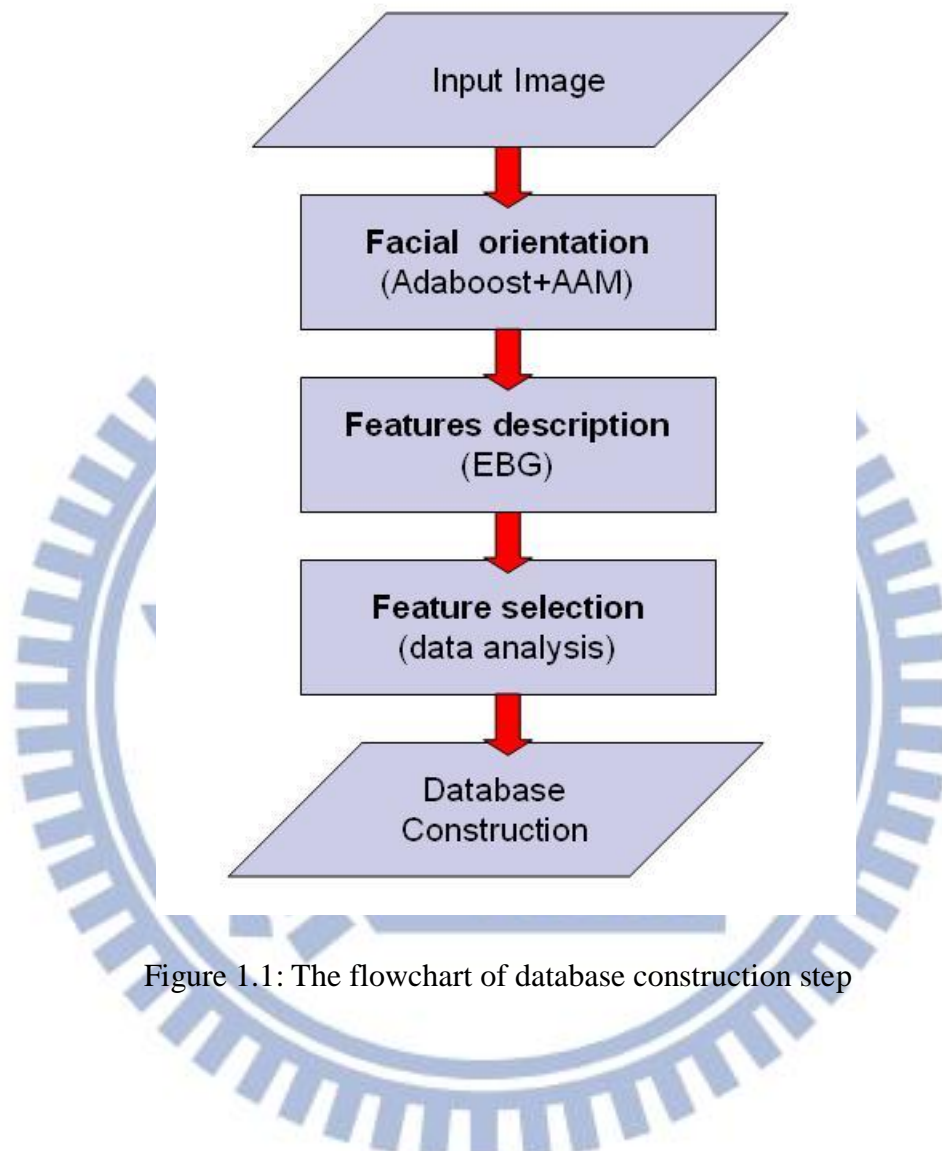 Input Image
Facial orientation
(Adaboost+AAM)
Features description
(EBG)
Feature selection
(data analysis)
Database
Construction
Figure 1.1: The flowchart of database construction step